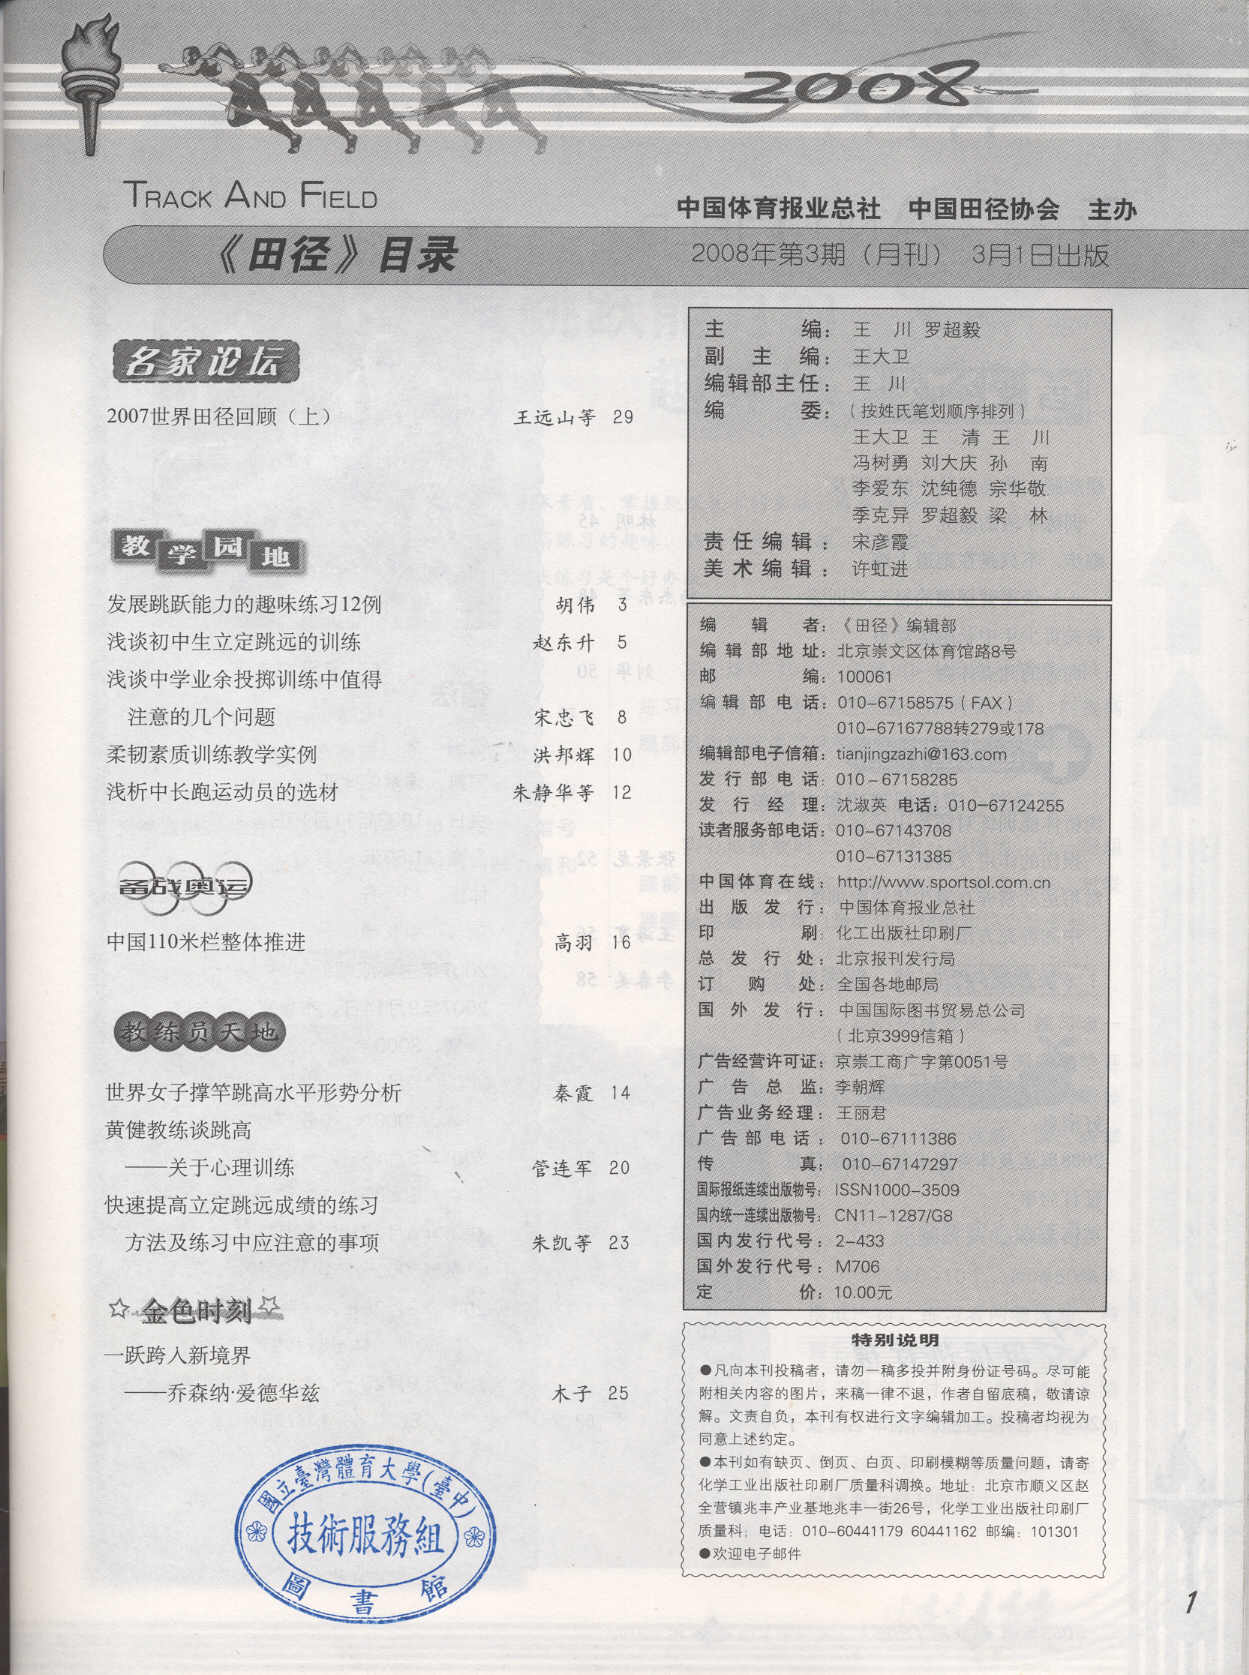 2008
TRACK AND FIELD
中国体育报业总社 中国田径协会 主办
《田径》目录
2008年第3期（月刊） 3月1日出版
名家论坛
2007世界田径回顾（上） 王远山等 29
教学园地
发展跳跃能力的趣味练习12例 胡伟 3
浅谈初中生立定跳远的训练 赵东升 5
浅谈中学业余投掷训练中值得
注意的几个问题 宋忠飞 8
柔韧素质训练教学实例 洪邦辉 10
浅析中长跑运动员的选材 朱静华等 12
备战奥运
中国110米栏整体推进 高羽 16
教练员天地
世界女子撑竿跳高水平形势分析 秦霞 14
黄健教练谈跳高
——关于心理训练 管连军 20
快速提高立定跳远成绩的练习
方法及练习中应注意的事项 朱凯等 23
☆金色时刻☆
一跃跨入新境界
——乔森纳·爱德华兹 木子 25
國立臺灣體育大學(臺中)
技術服務組
圖書館
主编： 王 川 罗超毅
副主编： 王大卫
编辑部主任： 王 川
编委：（按姓氏笔划顺序排列）
王大卫 王 清 王 川
冯树勇 刘大庆 孙 南
李爱东 沈纯德 宗华敬
季克异 罗超毅 梁 林
责任编辑： 宋彦霞
美术编辑： 许虹进
编辑者：《田径》编辑部
编辑部地址：北京崇文区体育馆路8号
邮编：100061
编辑部电话：010-67158575（FAX）
010-67167788转279或178
编辑部电子信箱：tianjingzazhi@163.com
发行部电话：010-67158285
发行经理：沈淑英 电话：010-67124255
读者服务部电话：010-67143708
010-67131385
中国体育在线：http://www.sportsol.com.cn
出版发行：中国体育报业总社
印刷：化工出版社印刷厂
总发行处：北京报刊发行局
订购处：全国各地邮局
国外发行：中国国际图书贸易总公司
（北京3999信箱）
广告经营许可证：京崇工商广字第0051号
广告总监：李朝辉
广告业务经理：王丽君
广告部电话：010-67111386
传真：010-67147297
国际报纸连续出版物号：ISSN1000-3509
国内统一连续出版物号：CN11-1287/G8
国内发行代号：2-433
国外发行代号：M706
定价：10.00元
特别说明
●凡向本刊投稿者，请勿一稿多投并附身份证号码。尽可能
附相关内容的图片，来稿一律不退，作者自留底稿，敬请谅
解。文责自负，本刊有权进行文字编辑加工。投稿者均视为
同意上述约定。
●本刊如有缺页、倒页、白页、印刷模糊等质量问题，请寄
化学工业出版社印刷厂质量科调换。地址：北京市顺义区赵
全营镇兆丰产业基地兆丰一街26号，化学工业出版社印刷厂
质量科；电话：010-60441179 60441162 邮编：101301
●欢迎电子邮件
1